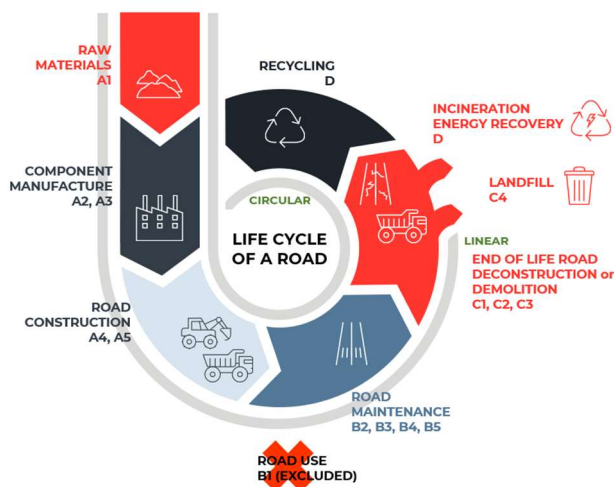 RAW
MATERIALS
A1
RECYCLING
D
INCINERATION
ENERGY RECOVERY
D
COMPONENT
MANUFACTURE
A2, A3
LANDFILL
C4
CIRCULAR
LIFE CYCLE
OF A ROAD
LINEAR
END OF LIFE ROAD
DECONSTRUCTION or
DEMOLITION
C1, C2, C3
ROAD
CONSTRUCTION
A4, A5
ROAD
MAINTENANCE
B2, B3, B4, B5
ROAD USE
B1 (EXCLUDED)